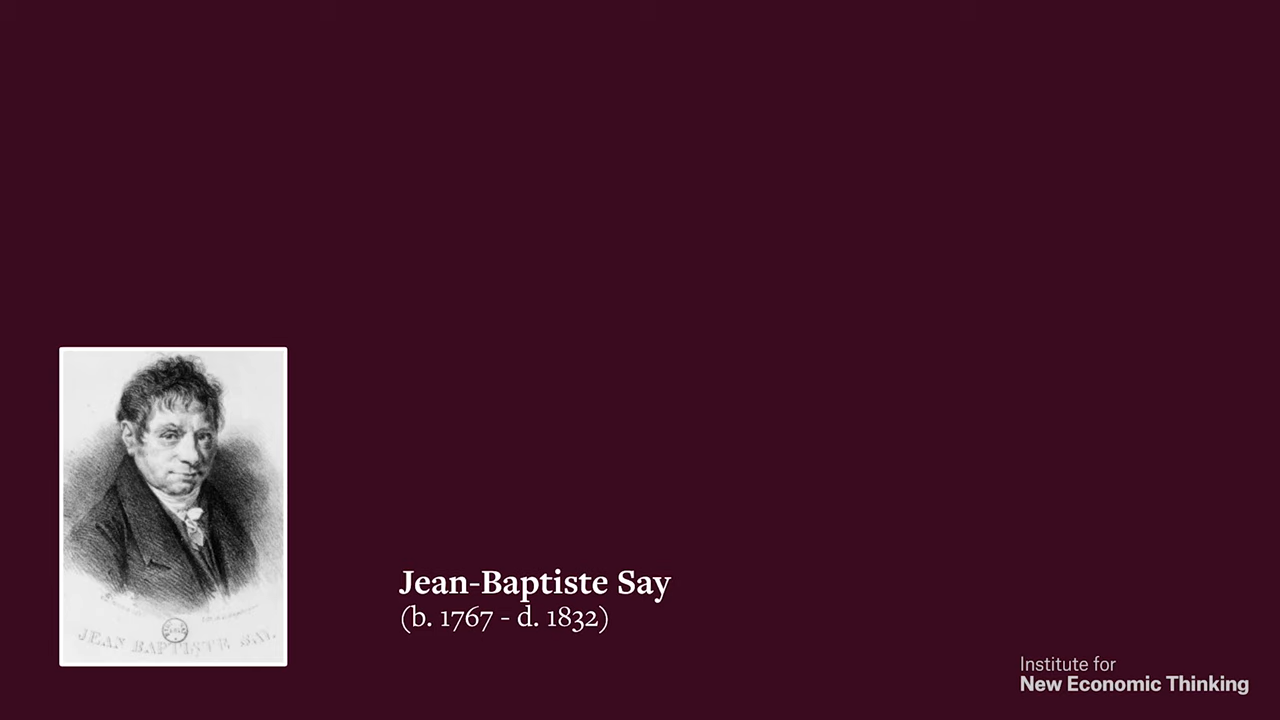 JEAN BAPTISTE SAY.
Jean-Baptiste Say
(b. 1767 - d. 1832)
Institute for
New Economic Thinking